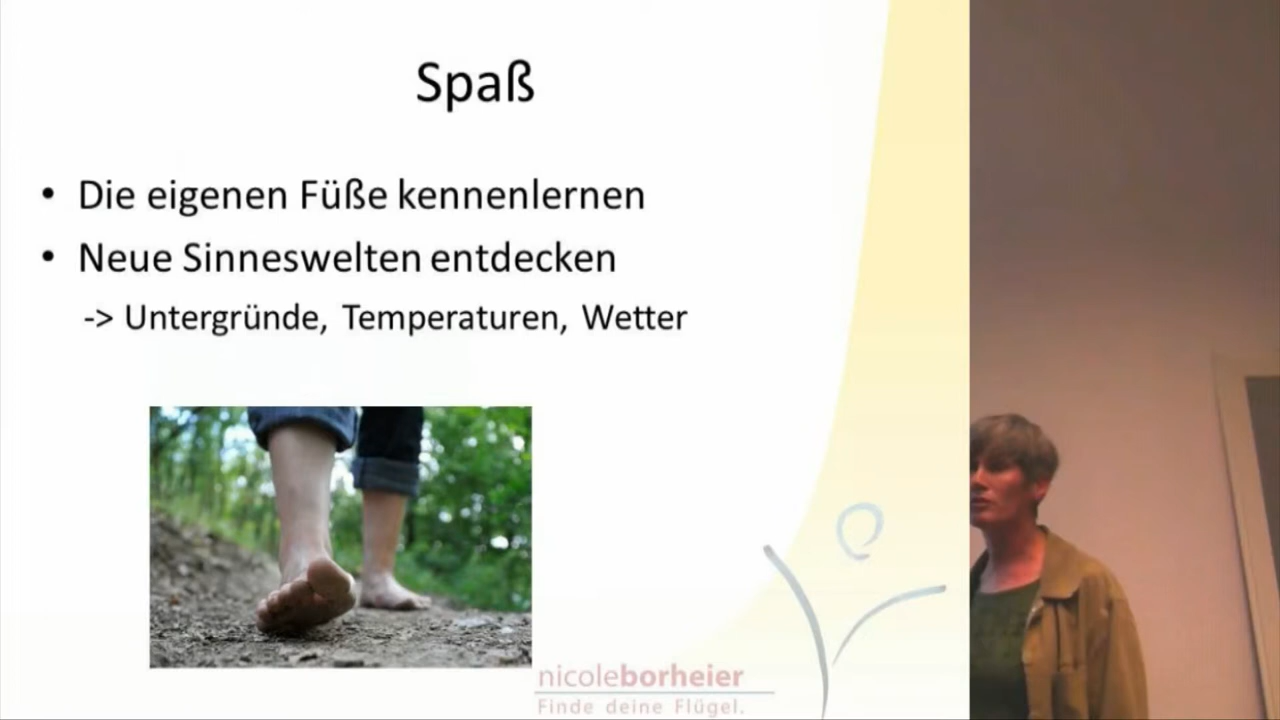 Spaß
• Die eigenen Füße kennenlernen
• Neue Sinneswelten entdecken
-> Untergründe, Temperaturen, Wetter
nicoleborheier
Finde deine Flügel.